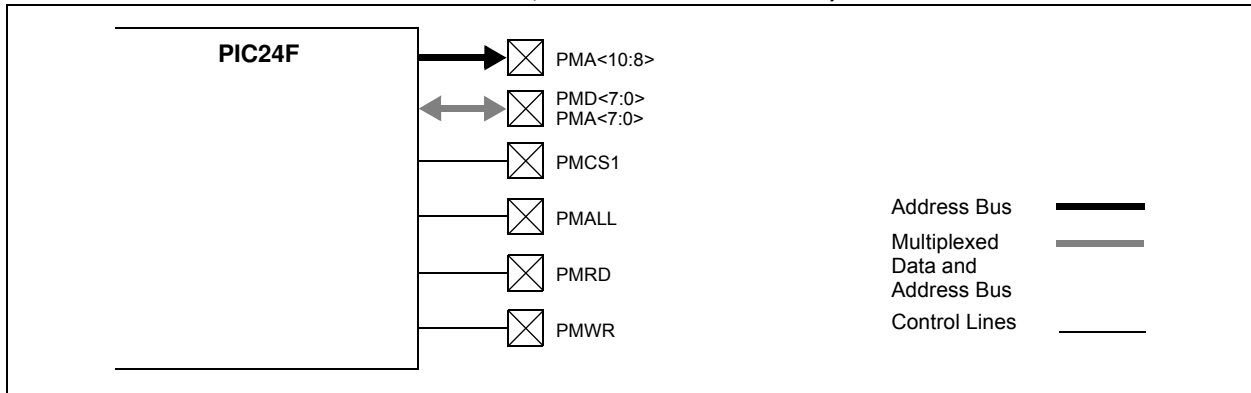 PIC24F
PMA<10:8>
PMD<7:0>
PMA<7:0>
PMCS1
PMALL
PMRD
PMWR
Address Bus
Multiplexed
Data and
Address Bus
Control Lines